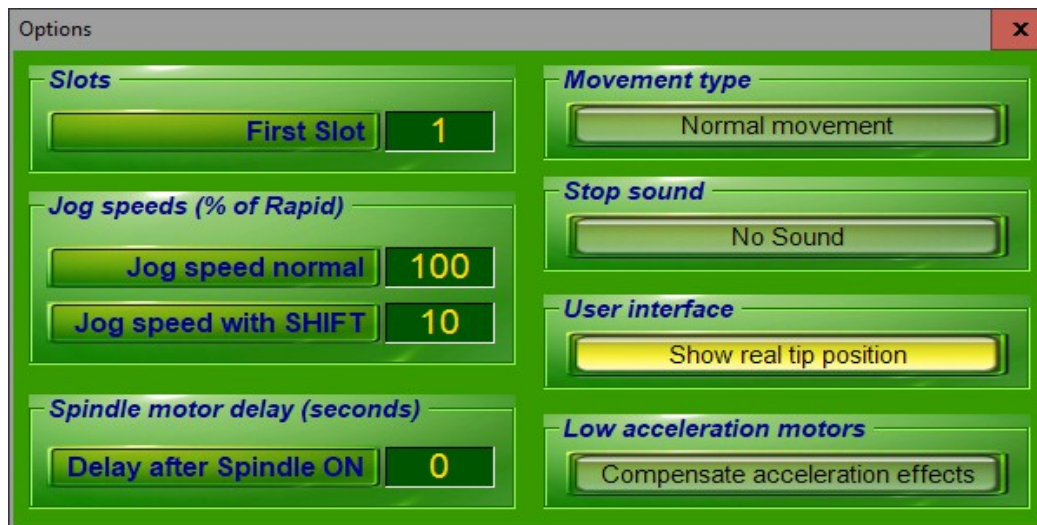 Options
x
Slots
First Slot 1
Jog speeds (% of Rapid)
Jog speed normal 100
Jog speed with SHIFT 10
Spindle motor delay (seconds)
Delay after Spindle ON 0
Movement type
Normal movement
Stop sound
No Sound
User interface
Show real tip position
Low acceleration motors
Compensate acceleration effects